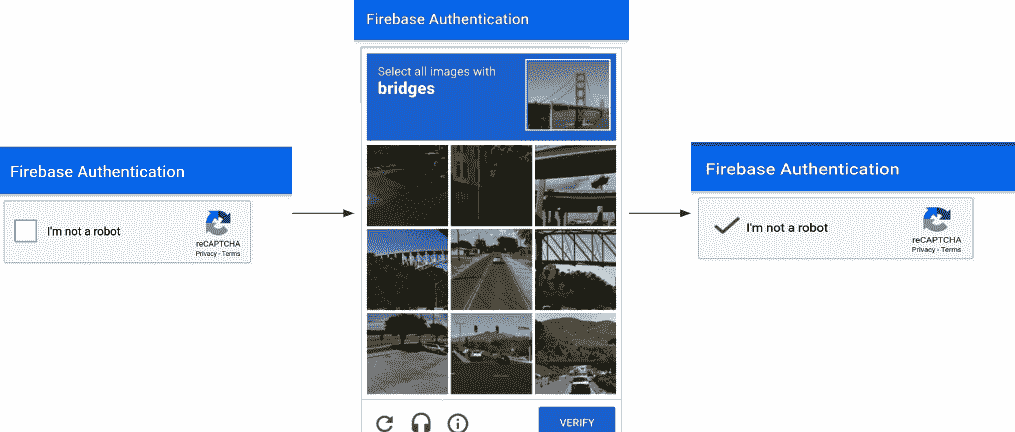 Firebase Authentication
I'm not a robot
reCAPTCHA
Privacy - Terms
Firebase Authentication
Select all images with
bridges
VERIFY
Firebase Authentication
I'm not a robot
reCAPTCHA
Privacy - Terms